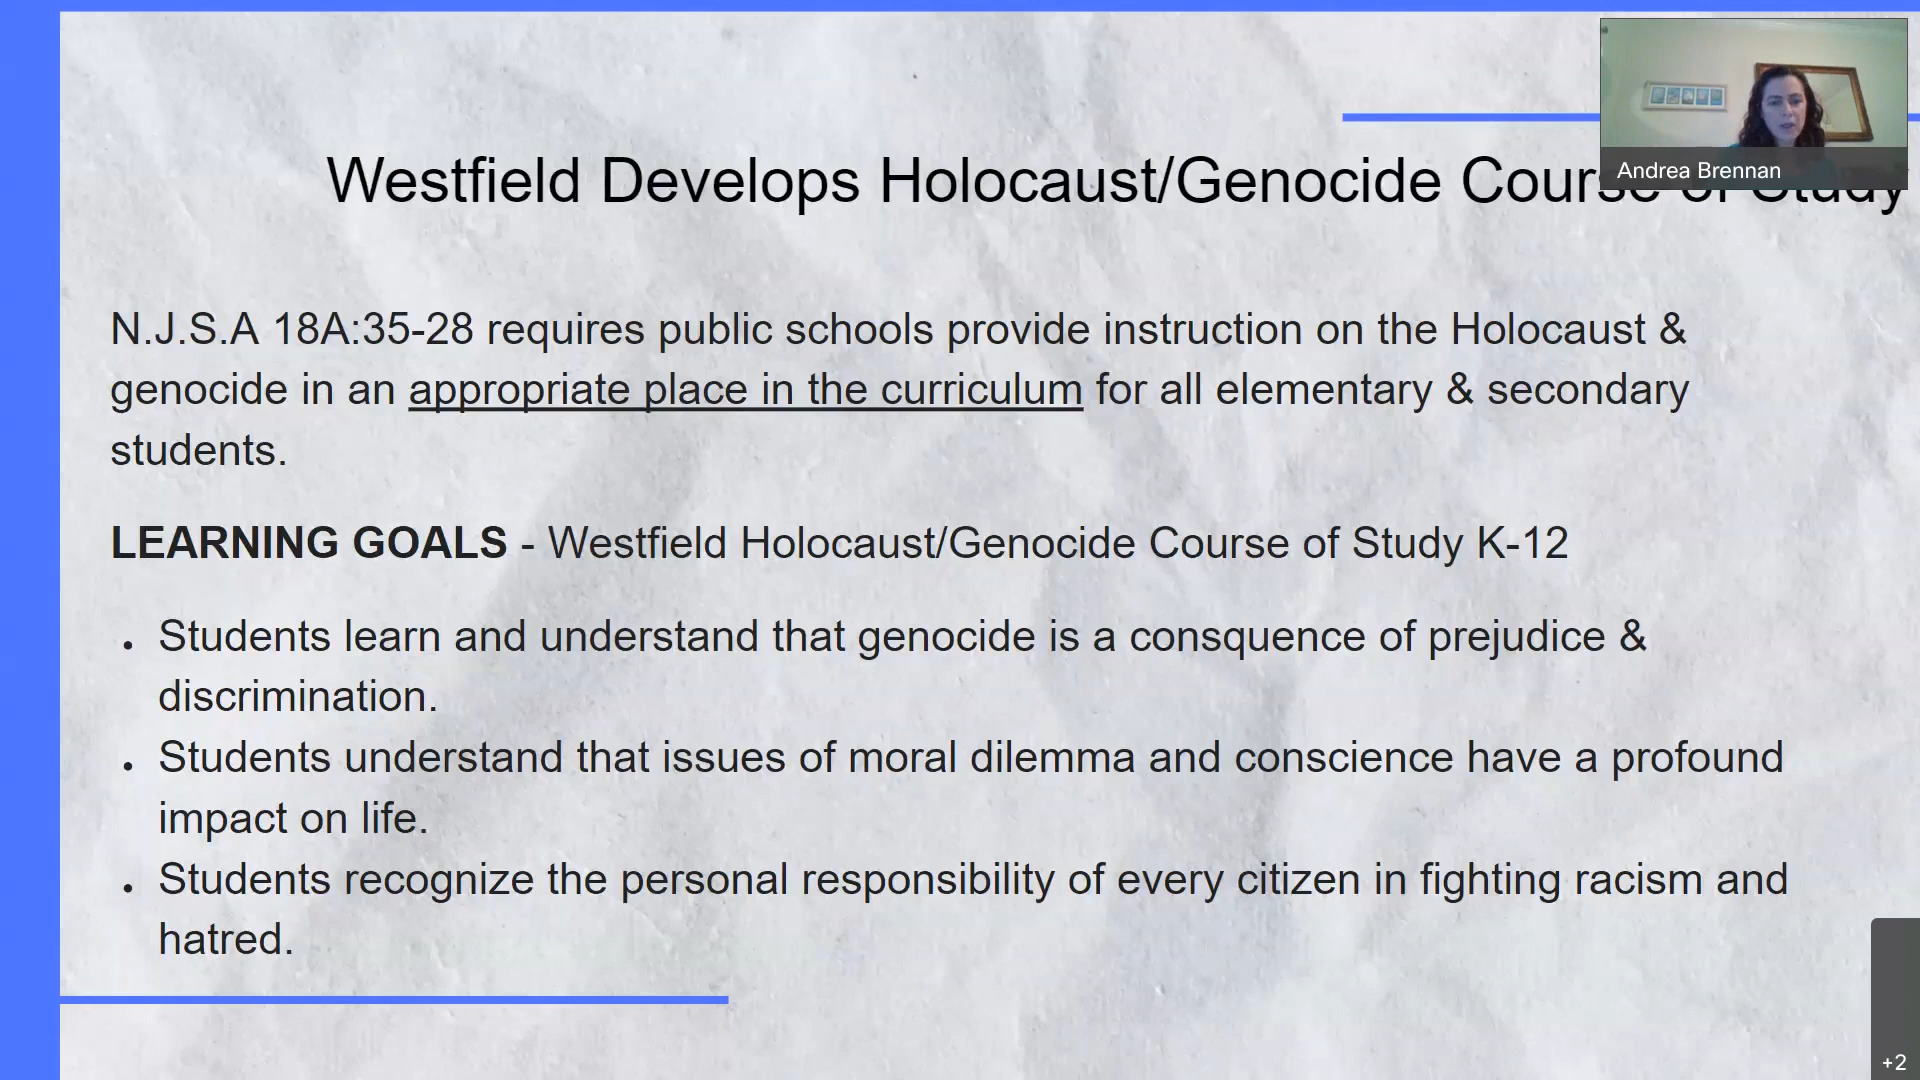 Andrea Brennan
Westfield Develops Holocaust/Genocide Course of Study
N.J.S.A 18A:35-28 requires public schools provide instruction on the Holocaust &
genocide in an appropriate place in the curriculum for all elementary & secondary
students.
LEARNING GOALS - Westfield Holocaust/Genocide Course of Study K-12
• Students learn and understand that genocide is a consquence of prejudice &
discrimination.
• Students understand that issues of moral dilemma and conscience have a profound
impact on life.
• Students recognize the personal responsibility of every citizen in fighting racism and
hatred.
+2